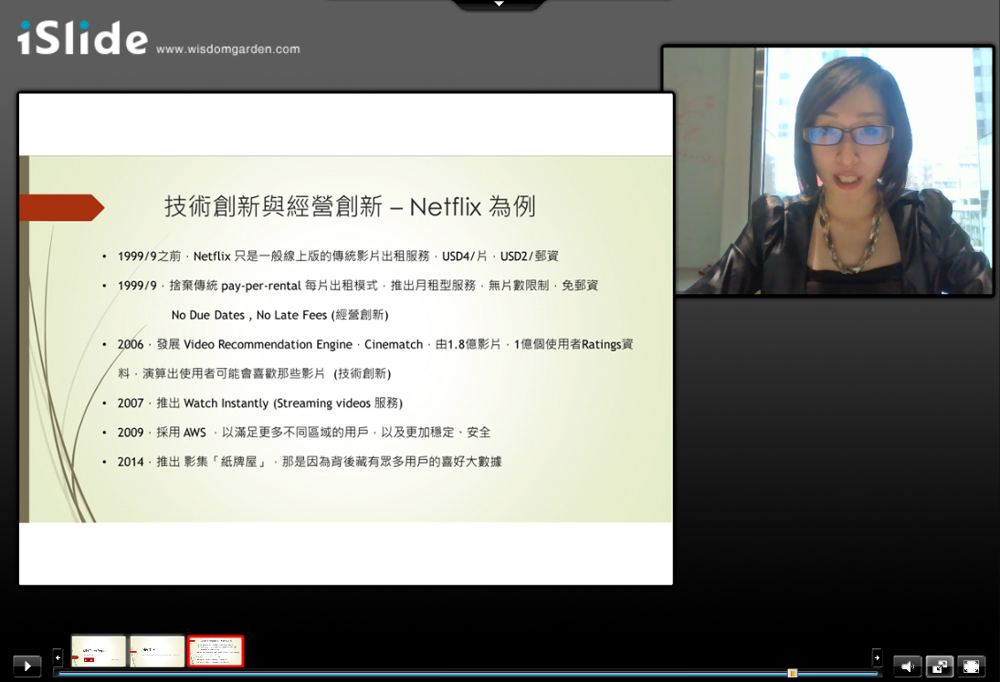 iSlide www.wisdomgarden.com
技術創新與經營創新 – Netflix 為例
• 1999/9之前，Netflix 只是一般線上版的傳統影片出租服務，USD4/片，USD2/郵資
• 1999/9，捨棄傳統 pay-per-rental 每片出租模式，推出月租型服務，無片數限制，免郵資
No Due Dates , No Late Fees (經營創新)
• 2006，發展 Video Recommendation Engine，Cinematch，由1.8億影片，1億個使用者Ratings資
料，演算出使用者可能會喜歡那些影片 (技術創新)
• 2007，推出 Watch Instantly (Streaming videos 服務)
• 2009，採用 AWS ，以滿足更多不同區域的用戶，以及更加穩定、安全
• 2014，推出 影集「紙牌屋」，那是因為背後藏有眾多用戶的喜好大數據